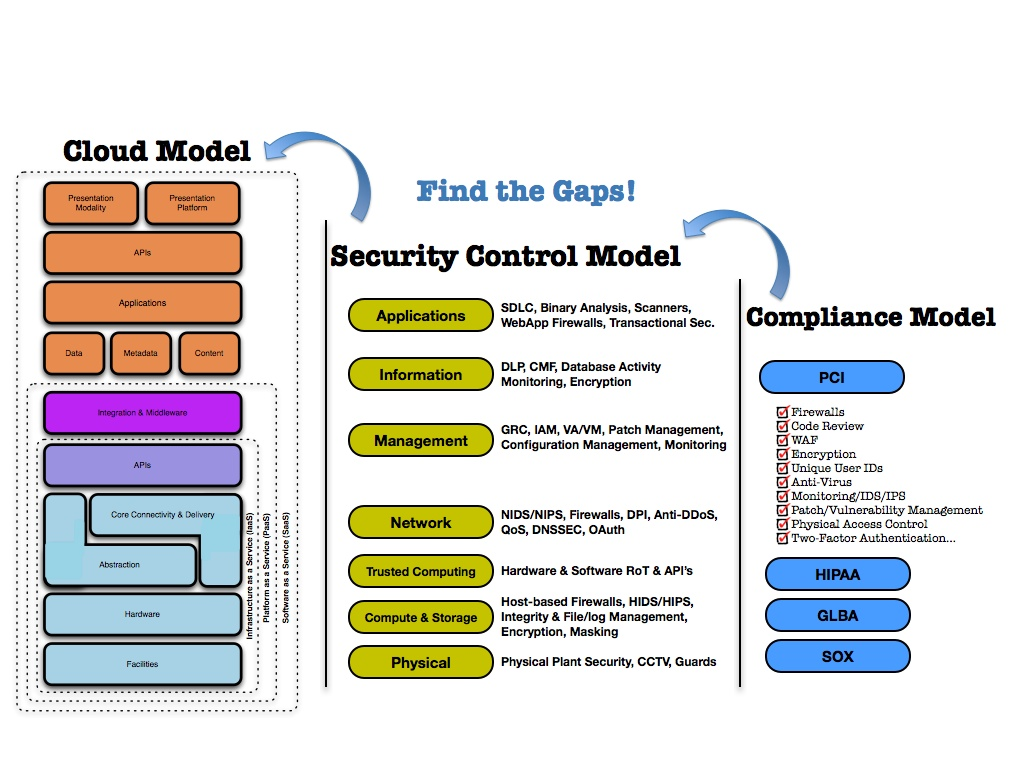 Cloud Model
Presentation
Modality
Presentation
Platform
APIs
Applications
Data
Metadata
Content
Integration & Middleware
APIs
Core Connectivity & Delivery
Abstraction
Hardware
Facilities
Infrastructure as a Service (IaaS)
Platform as a Service (PaaS)
Software as a Service (SaaS)
Find the Gaps!
Security Control Model
Applications
SDLC, Binary Analysis, Scanners,
WebApp Firewalls, Transactional Sec.
Information
DLP, CMF, Database Activity
Monitoring, Encryption
Management
GRC, IAM, VA/VM, Patch Management,
Configuration Management, Monitoring
Network
NIDS/NIPS, Firewalls, DPI, Anti-DDoS,
QoS, DNSSEC, OAuth
Trusted Computing
Hardware & Software RoT & API's
Compute & Storage
Host-based Firewalls, HIDS/HIPS,
Integrity & File/log Management,
Encryption, Masking
Physical
Physical Plant Security, CCTV, Guards
Compliance Model
PCI
Firewalls
Code Review
WAF
Encryption
Unique User IDs
Anti-Virus
Monitoring/IDS/IPS
Patch/Vulnerability Management
Physical Access Control
Two-Factor Authentication...
HIPAA
GLBA
SOX